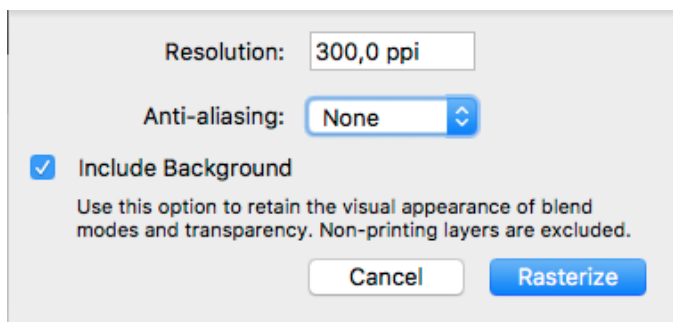 Resolution: 300,0 ppi
Anti-aliasing: None
Include Background
Use this option to retain the visual appearance of blend
modes and transparency. Non-printing layers are excluded.
Cancel Rasterize